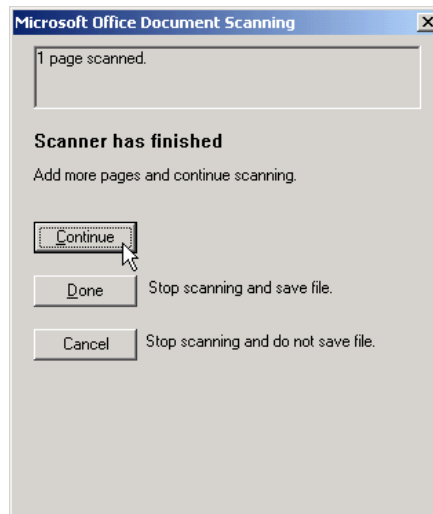 Microsoft Office Document Scanning
1 page scanned.
Scanner has finished
Add more pages and continue scanning.
Continue
Done Stop scanning and save file.
Cancel Stop scanning and do not save file.